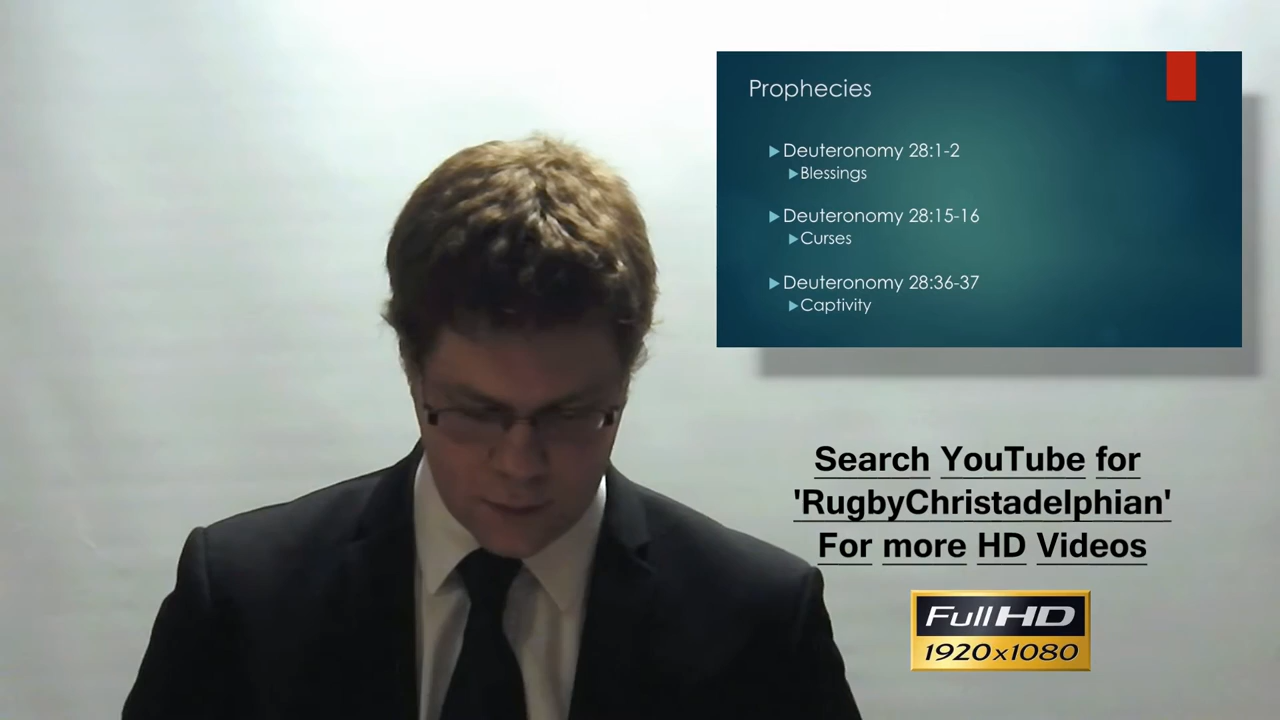 Prophecies
Deuteronomy 28:1-2
Blessings
Deuteronomy 28:15-16
Curses
Deuteronomy 28:36-37
Captivity
Search YouTube for
'RugbyChristadelphian'
For more HD Videos
Full HD
1920x1080